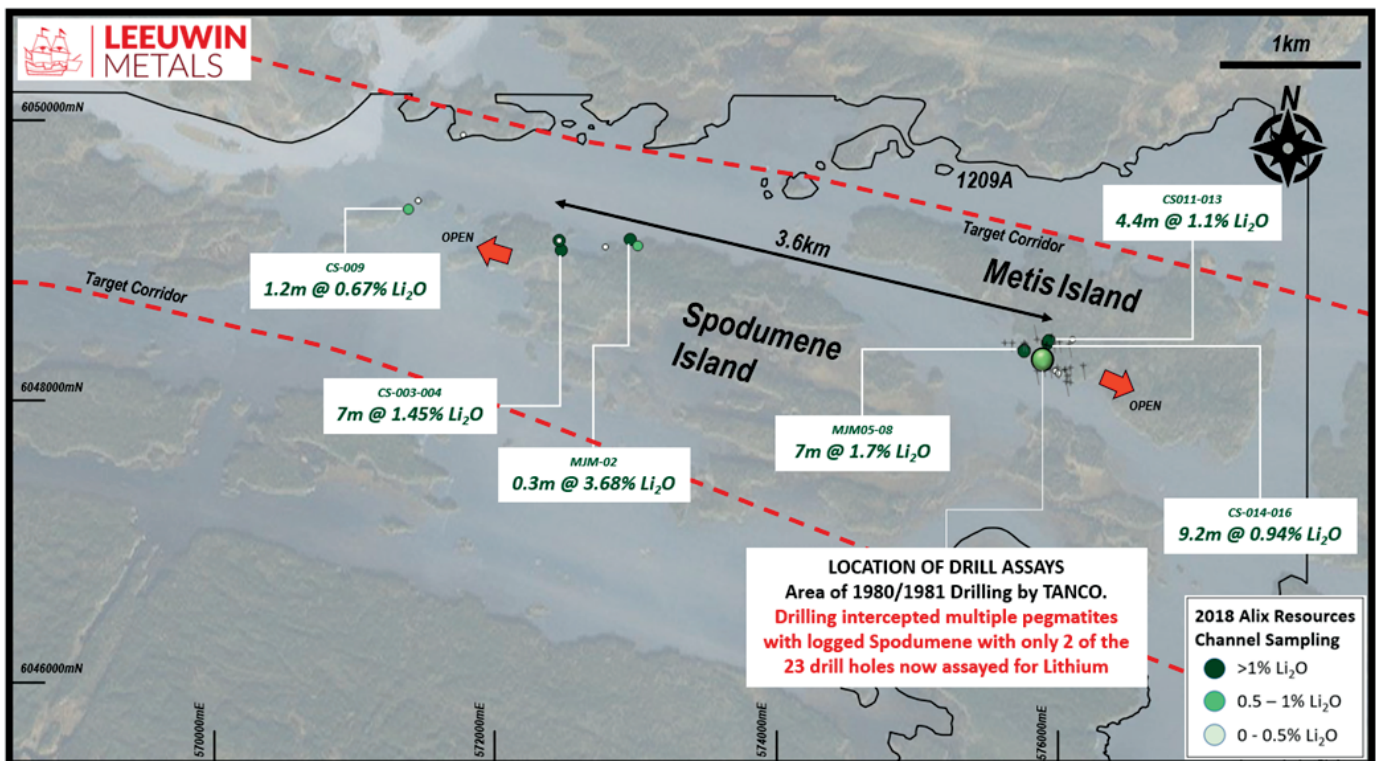 LEEUWIN
METALS
1km
N
6050000mN
1209A
CS011-013
4.4m @ 1.1% Li₂O
OPEN
3.6km
Target Corridor
Metis Island
CS-009
1.2m @ 0.67% Li₂O
Target Corridor
Spodumene
Island
6048000mN
CS-003-004
7m @ 1.45% Li₂O
OPEN
MJM05-08
7m @ 1.7% Li₂O
MJM-02
0.3m @ 3.68% Li₂O
CS-014-016
9.2m @ 0.94% Li₂O
LOCATION OF DRILL ASSAYS
Area of 1980/1981 Drilling by TANCO.
Drilling intercepted multiple pegmatites
with logged Spodumene with only 2 of the
23 drill holes now assayed for Lithium
2018 Alix Resources
Channel Sampling
>1% Li₂O
0.5 – 1% Li₂O
0 - 0.5% Li₂O
6046000mN
570000mE
572000mE
574000mE
576000mE